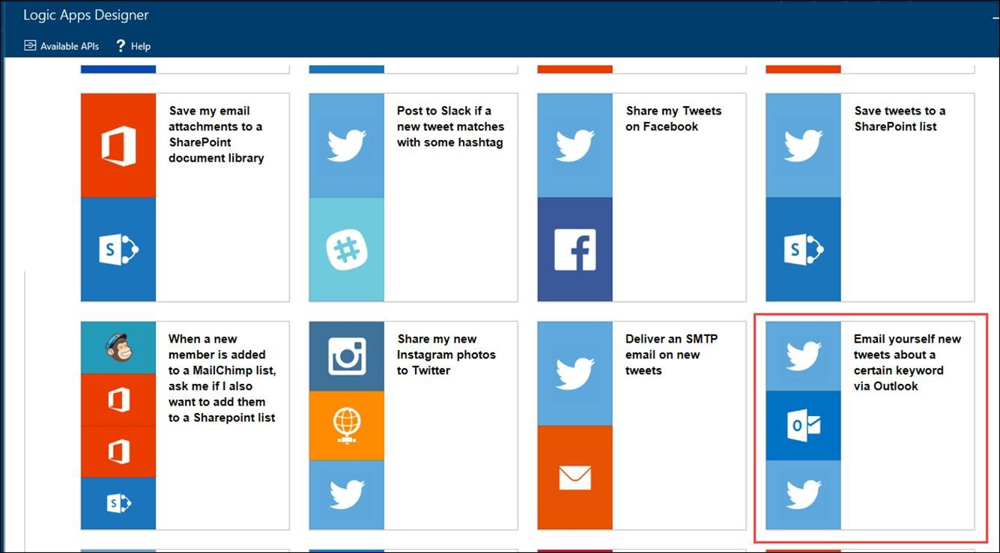 Logic Apps Designer
Available APIs
? Help
Save my email
attachments to a
SharePoint
document library
S
Post to Slack if a
new tweet matches
with some hashtag
#
Share my Tweets
on Facebook
f
Save tweets to a
SharePoint list
S
When a new
member is added
to a MailChimp list,
ask me if I also
want to add them
to a Sharepoint list
S
Share my new
Instagram photos
to Twitter
Deliver an SMTP
email on new
tweets
Email yourself new
tweets about a
certain keyword
via Outlook
O